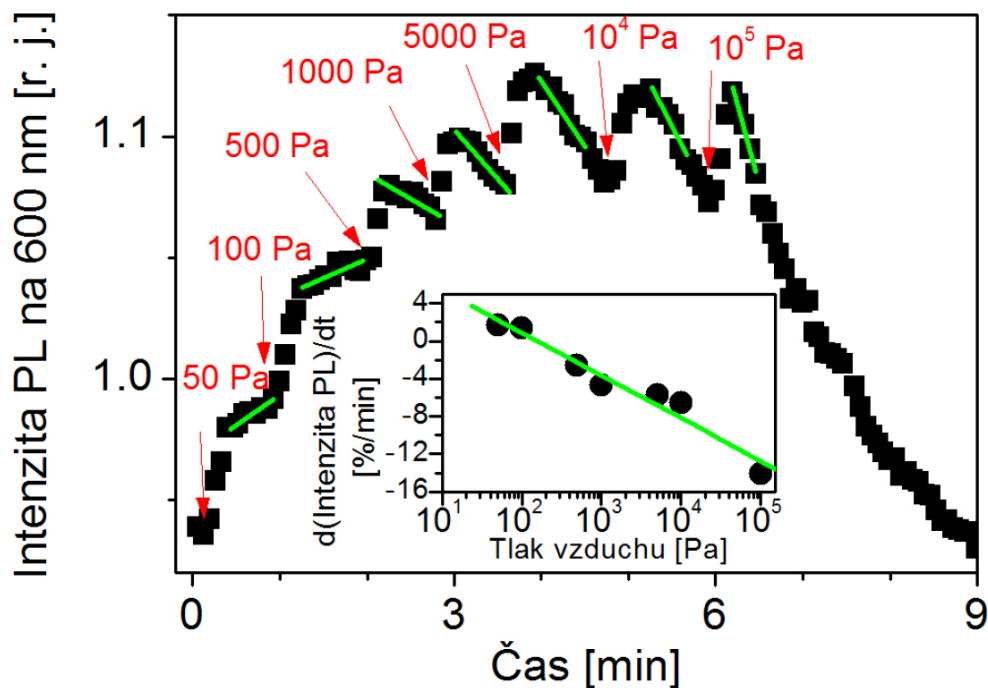 Intenzita PL na 600 nm [r. j.]
1.1
1.0
50 Pa
100 Pa
500 Pa
1000 Pa
5000 Pa
10⁴ Pa
10⁵ Pa
d(Intenzita PL)/dt
[%/min]
4
0
-4
-8
-12
-16
10¹ 10² 10³ 10⁴ 10⁵
Tlak vzduchu [Pa]
0 3 6 9
Čas [min]